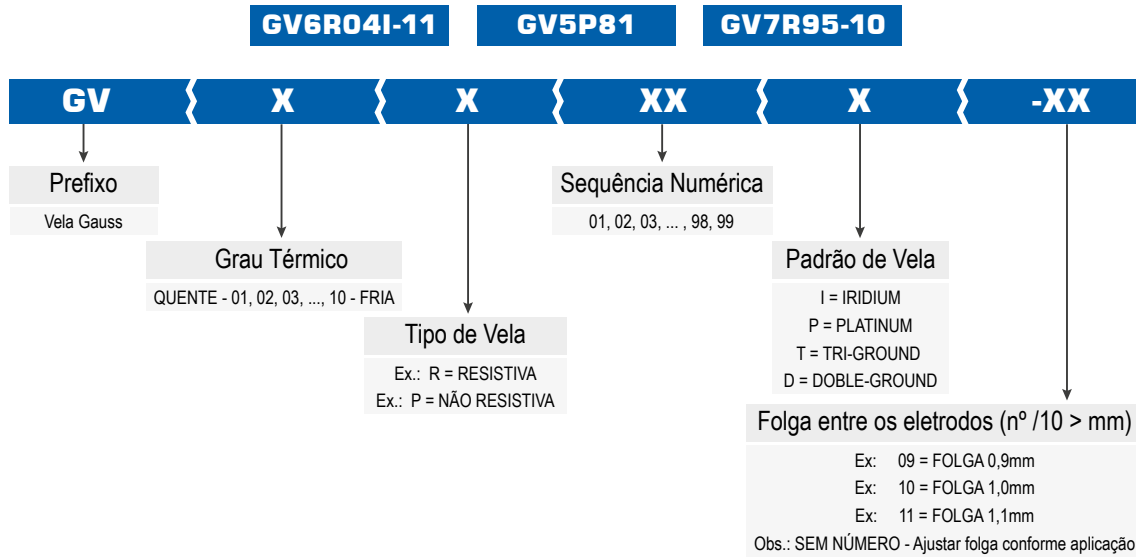 GV6R04I-11 GV5P81 GV7R95-10
GV X X XX X -XX
Prefixo
Vela Gauss
Sequência Numérica
01, 02, 03, ... , 98, 99
Grau Térmico
QUENTE - 01, 02, 03, ..., 10 - FRIA
Padrão de Vela
I = IRIDIUM
P = PLATINUM
T = TRI-GROUND
D = DOBLE-GROUND
Tipo de Vela
Ex.: R = RESISTIVA
Ex.: P = NÃO RESISTIVA
Folga entre os eletrodos (nº /10 > mm)
Ex: 09 = FOLGA 0,9mm
Ex: 10 = FOLGA 1,0mm
Ex: 11 = FOLGA 1,1mm
Obs.: SEM NÚMERO - Ajustar folga conforme aplicação